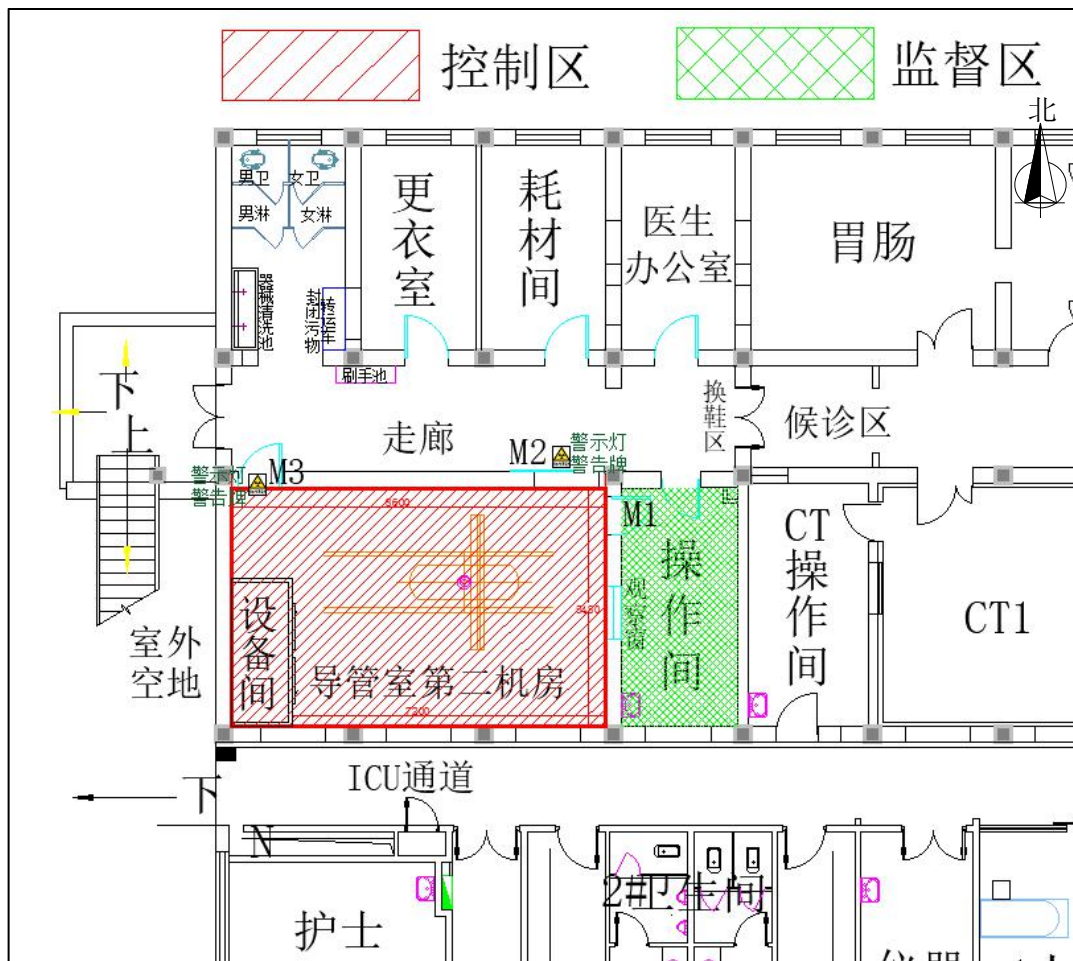 控制区
监督区
北
男卫
女卫
男淋
女淋
更衣室
耗材间
医生
办公室
胃肠
器械清洗池
封闭污物
转运车
刷手池
换鞋区
下
上
走廊
候诊区
M2
警示灯
警告牌
警示灯
警告牌
M3
M1
CT
操作间
操作间
观察窗
CT1
设备间
导管室第二机房
7200
室外
空地
ICU通道
下
N
2#卫生间
护士